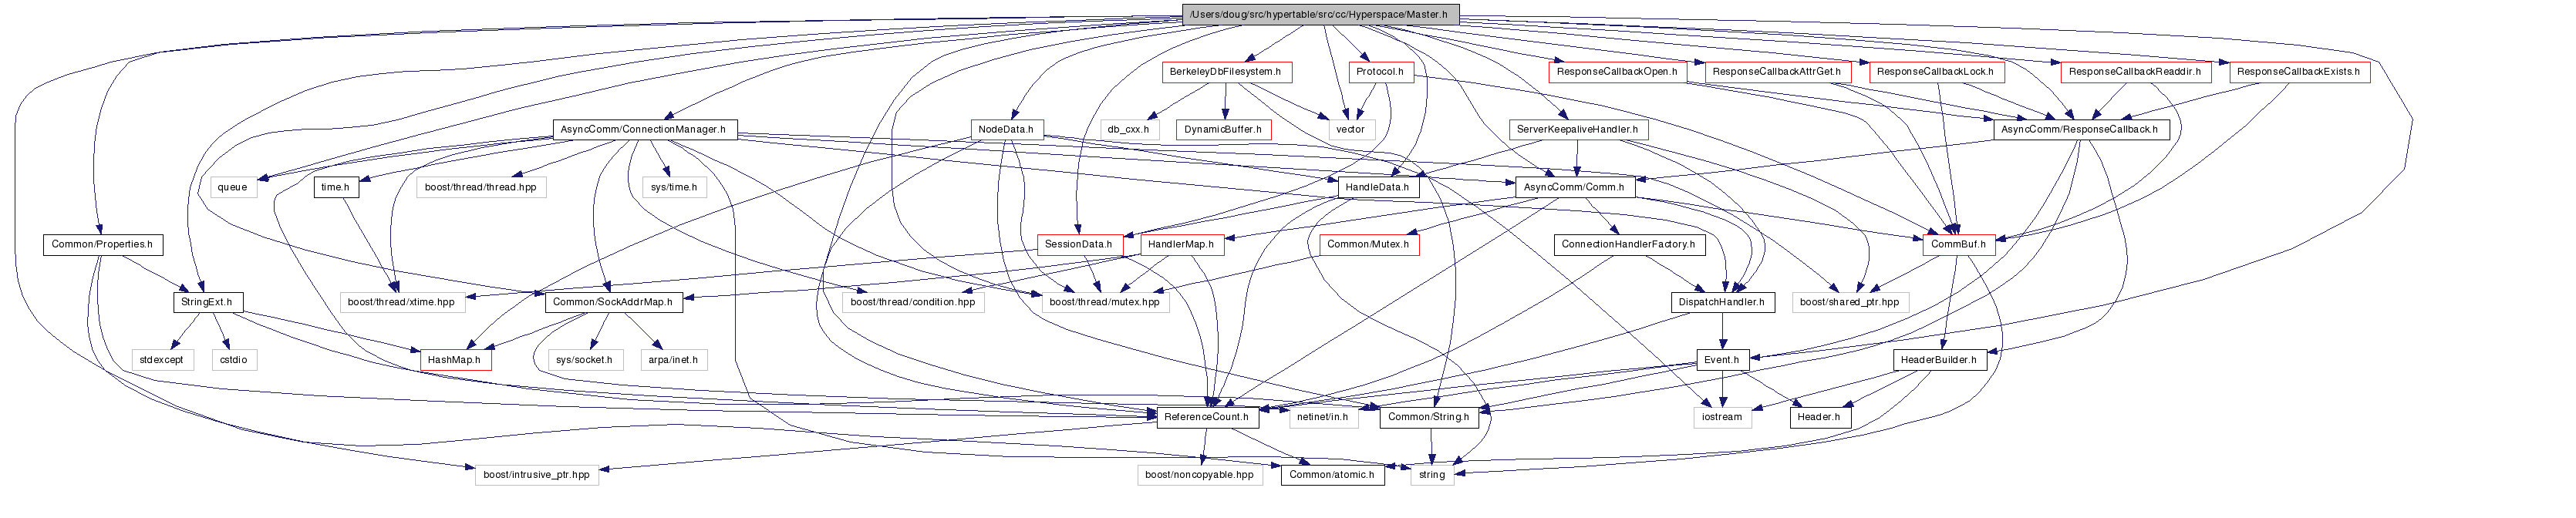 /Users/doug/src/hypertable/src/cc/Hyperspace/Master.h
BerkeleyDbFilesystem.h
Protocol.h
ResponseCallbackOpen.h
ResponseCallbackAttrGet.h
ResponseCallbackLock.h
ResponseCallbackReaddir.h
ResponseCallbackExists.h
AsyncComm/ConnectionManager.h
NodeData.h
db_cxx.h
DynamicBuffer.h
vector
ServerKeepaliveHandler.h
AsyncComm/ResponseCallback.h
queue
time.h
boost/thread/thread.hpp
sys/time.h
HandleData.h
AsyncComm/Comm.h
Common/Properties.h
SessionData.h
HandlerMap.h
Common/Mutex.h
ConnectionHandlerFactory.h
CommBuf.h
StringExt.h
boost/thread/xtime.hpp
Common/SockAddrMap.h
boost/thread/condition.hpp
boost/thread/mutex.hpp
DispatchHandler.h
boost/shared_ptr.hpp
stdexcept
cstdio
HashMap.h
sys/socket.h
arpa/inet.h
Event.h
HeaderBuilder.h
ReferenceCount.h
netinet/in.h
Common/String.h
iostream
Header.h
boost/intrusive_ptr.hpp
boost/noncopyable.hpp
Common/atomic.h
string